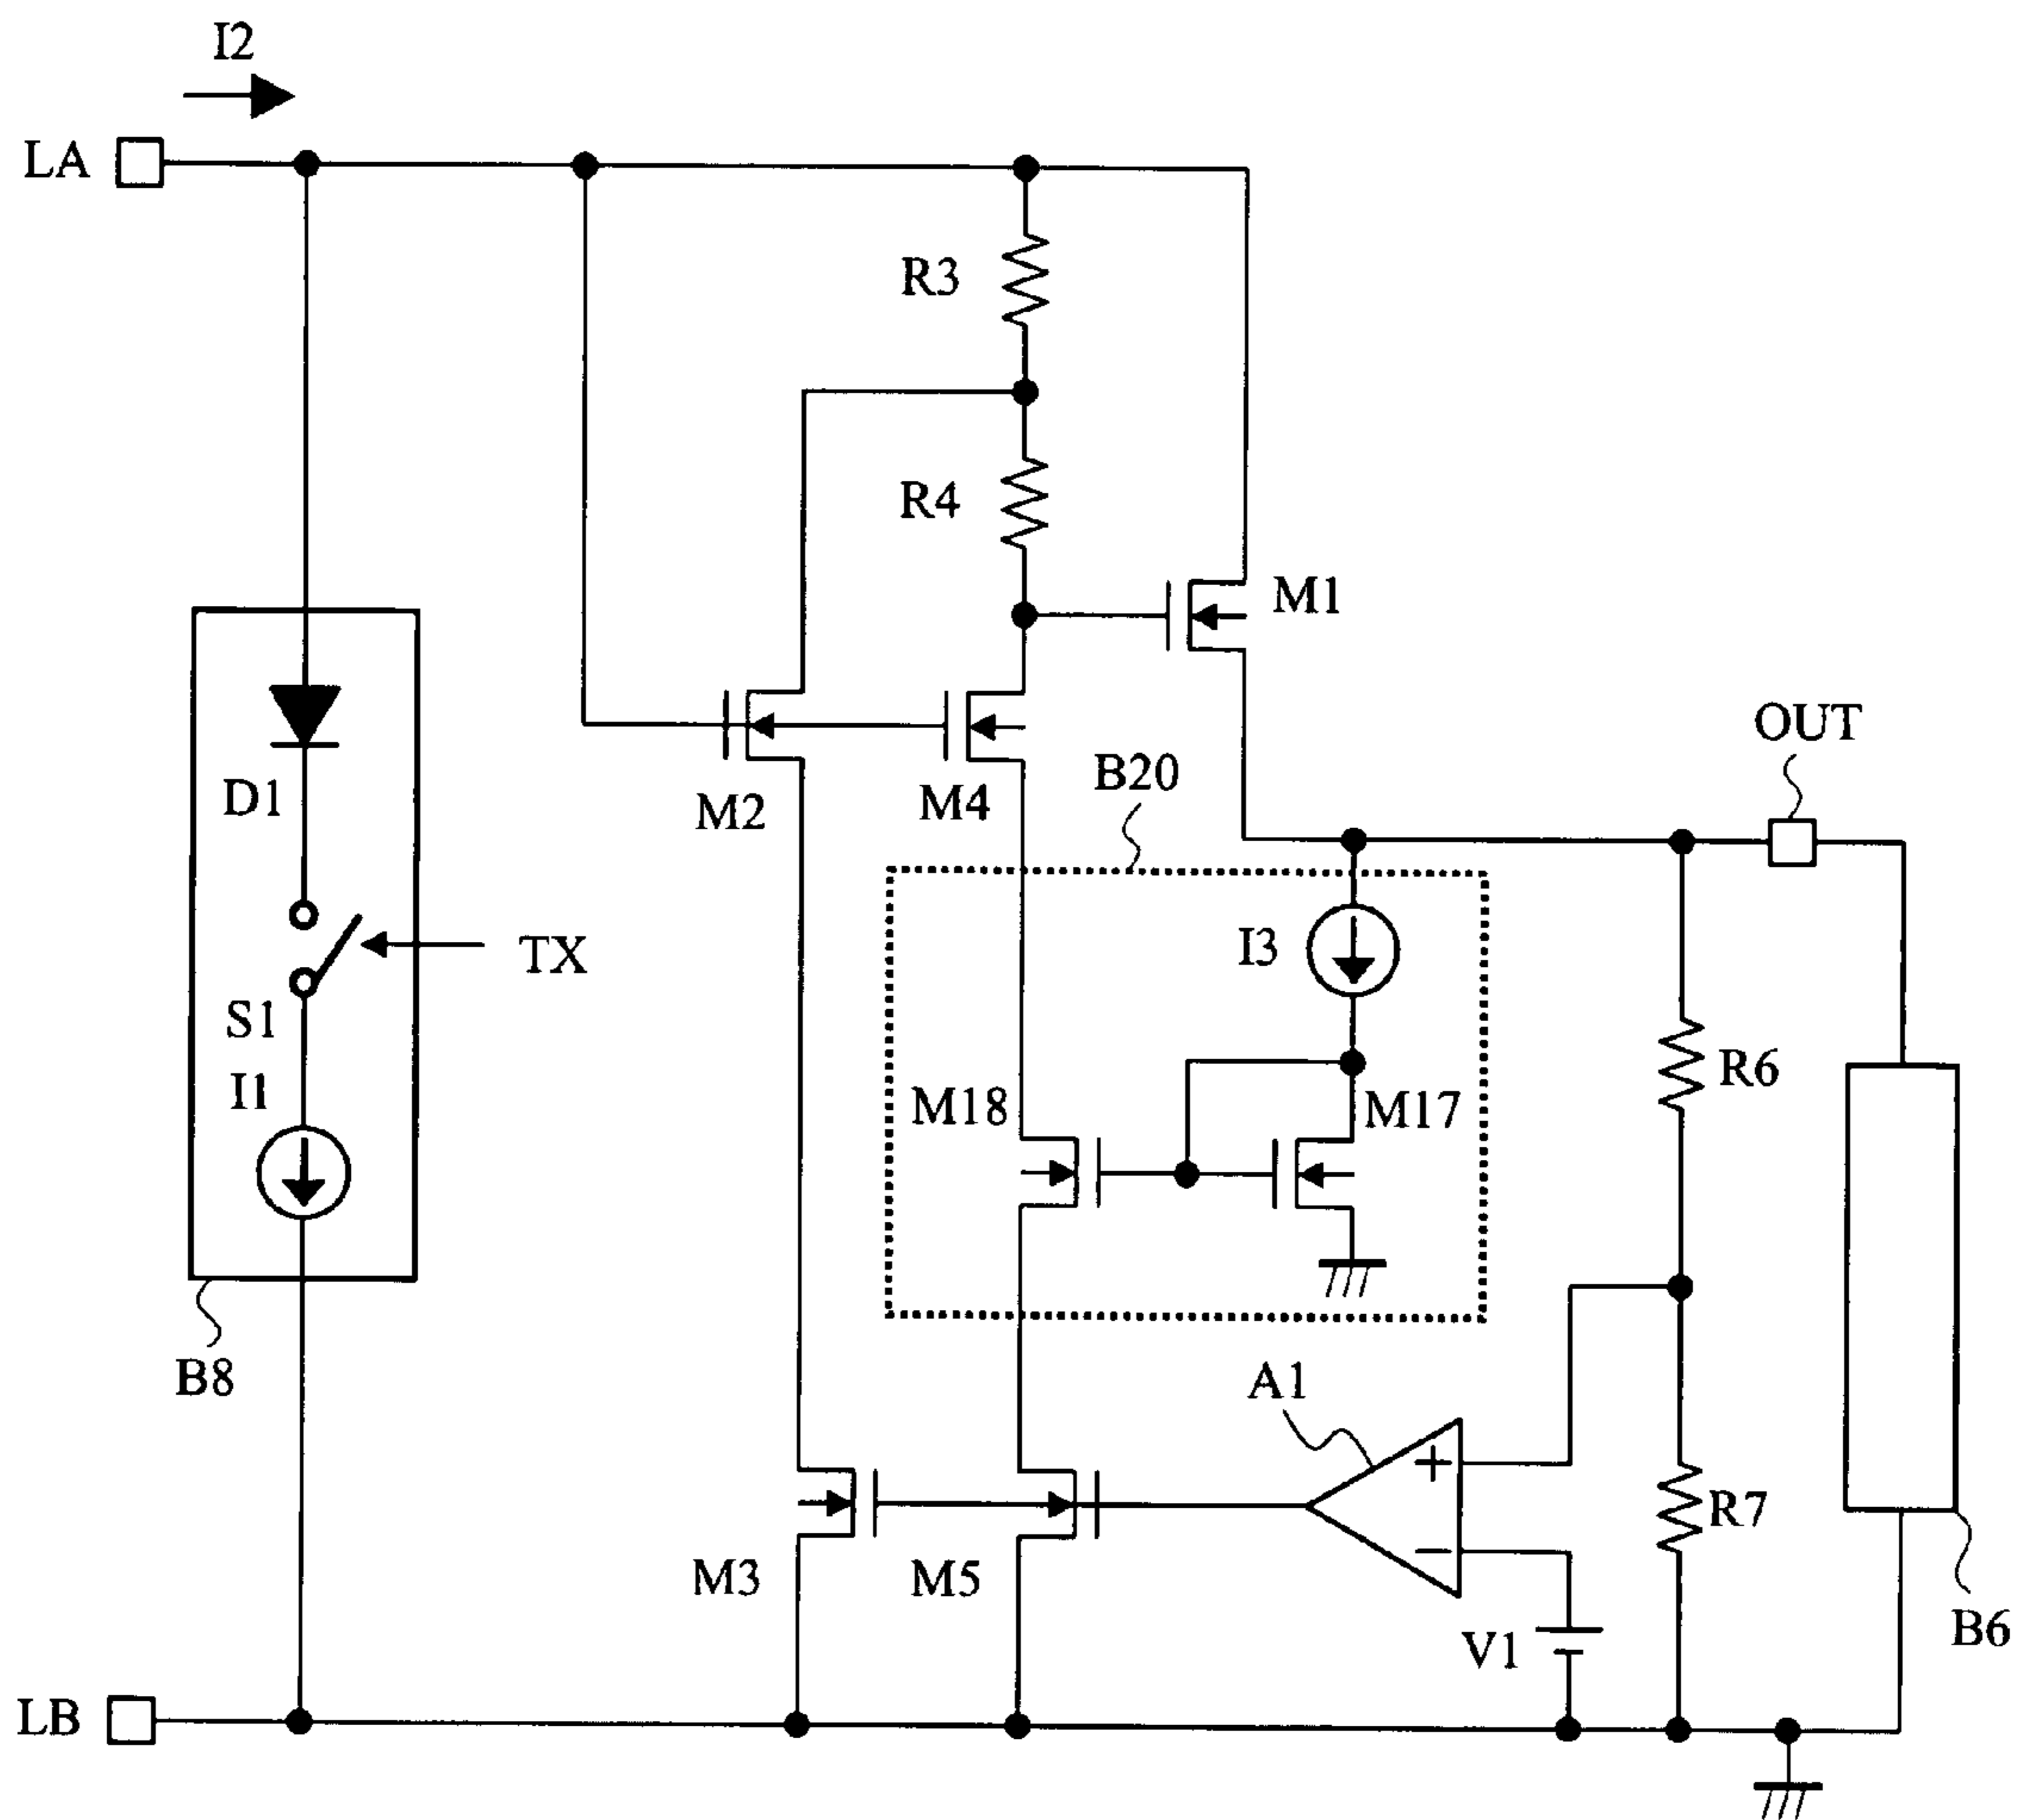 I2
LA
R3
R4
M1
OUT
D1
M2
M4
B20
I3
TX
S1
I1
M18
M17
R6
B8
A1
+
R7
M3
M5
−
V1
B6
LB